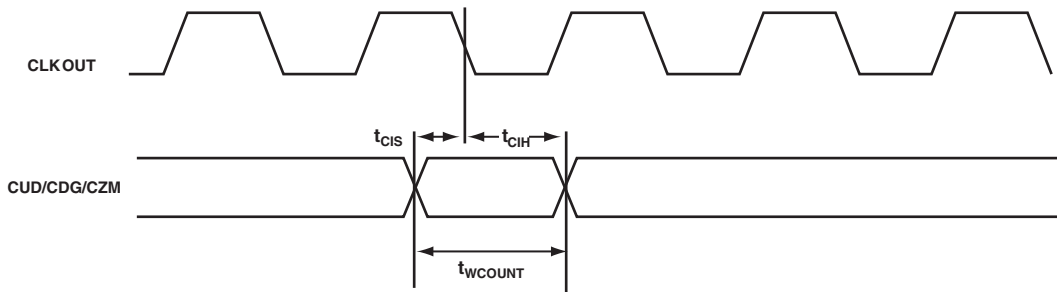 CLKOUT
tCIS
tCIH
CUD/CDG/CZM
tWCOUNT